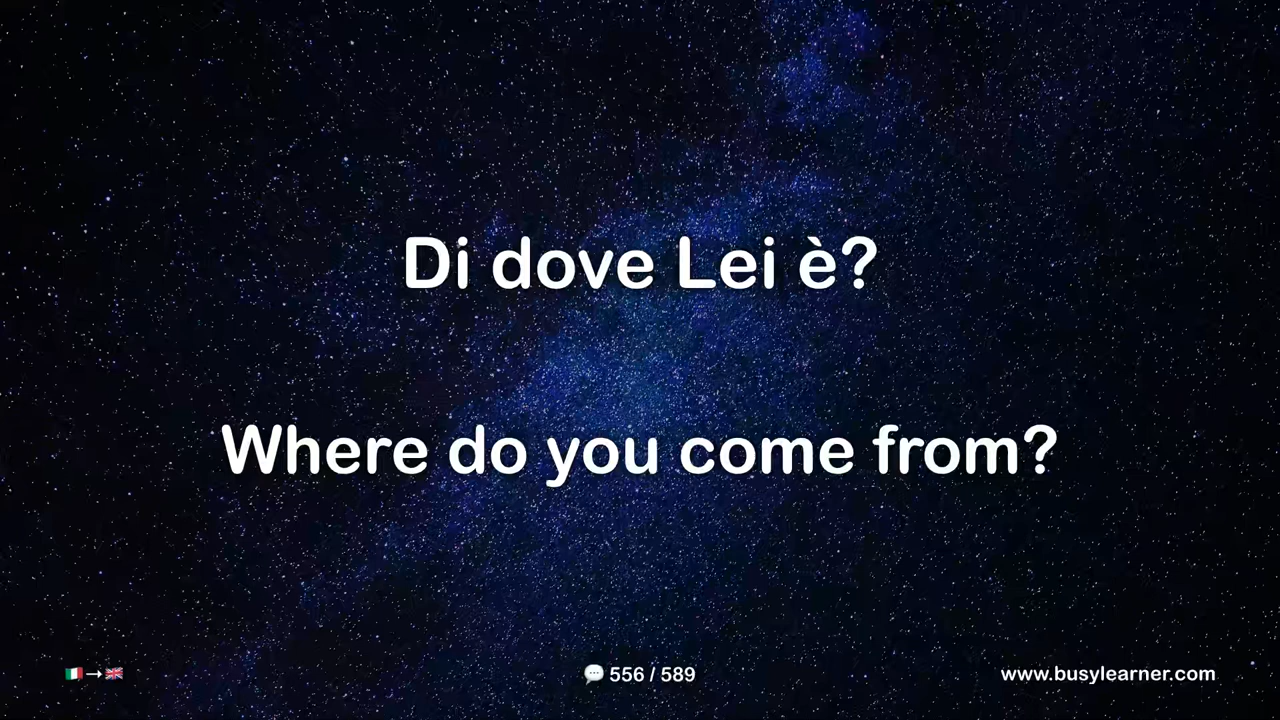 Di dove Lei è?
Where do you come from?
🇮🇹→🇬🇧
💬 556 / 589
www.busylearner.com